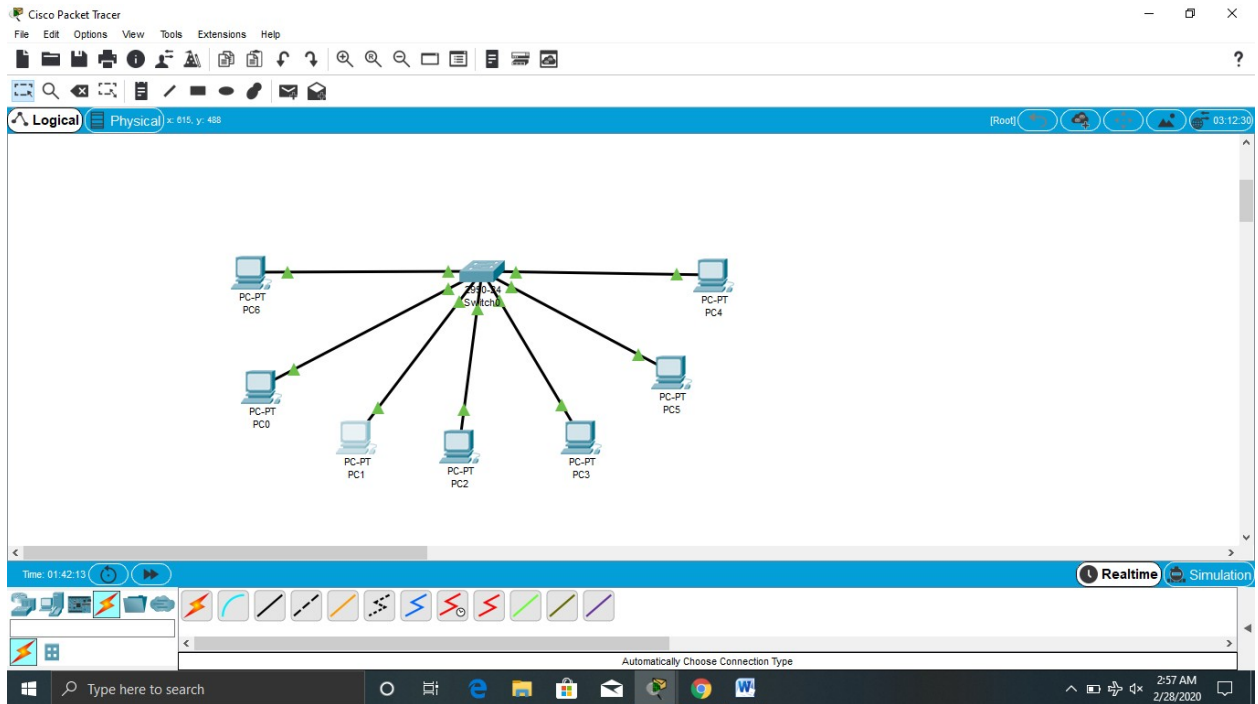 Cisco Packet Tracer
File Edit Options View Tools Extensions Help
?
Logical Physical x: 615, y: 488 [Root] 03:12:30
PC-PT
PC6
2950-24
Switch0
PC-PT
PC4
PC-PT
PC0
PC-PT
PC5
PC-PT
PC1
PC-PT
PC2
PC-PT
PC3
Time: 01:42:13 Realtime Simulation
Automatically Choose Connection Type
Type here to search
2:57 AM
2/28/2020